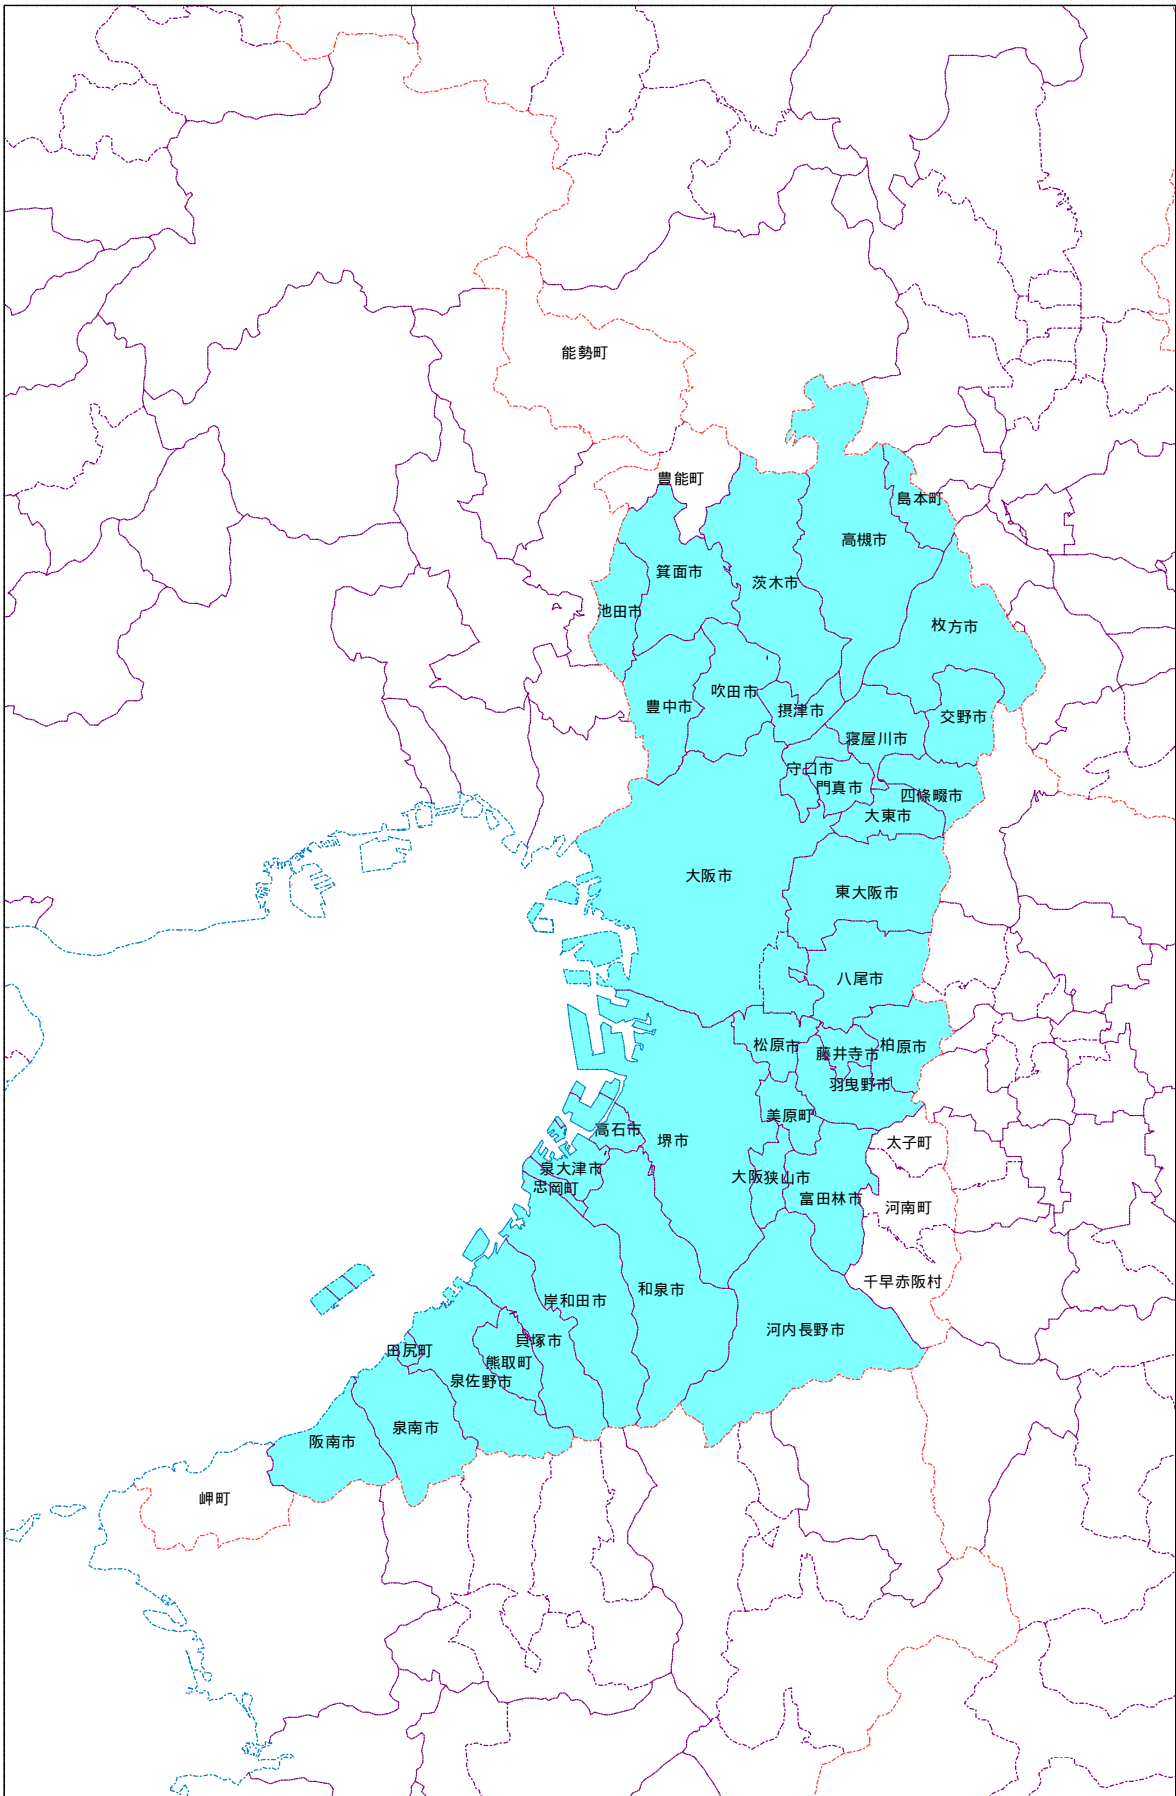 能勢町
豊能町
島本町
高槻市
箕面市
茨木市
池田市
枚方市
吹田市
豊中市
摂津市
交野市
寝屋川市
守口市
門真市
四條畷市
大東市
大阪市
東大阪市
八尾市
松原市
藤井寺市
柏原市
羽曳野市
美原町
高石市
堺市
太子町
泉大津市
忠岡町
大阪狭山市
富田林市
河南町
千早赤阪村
和泉市
岸和田市
河内長野市
貝塚市
田尻町
熊取町
泉佐野市
泉南市
阪南市
岬町